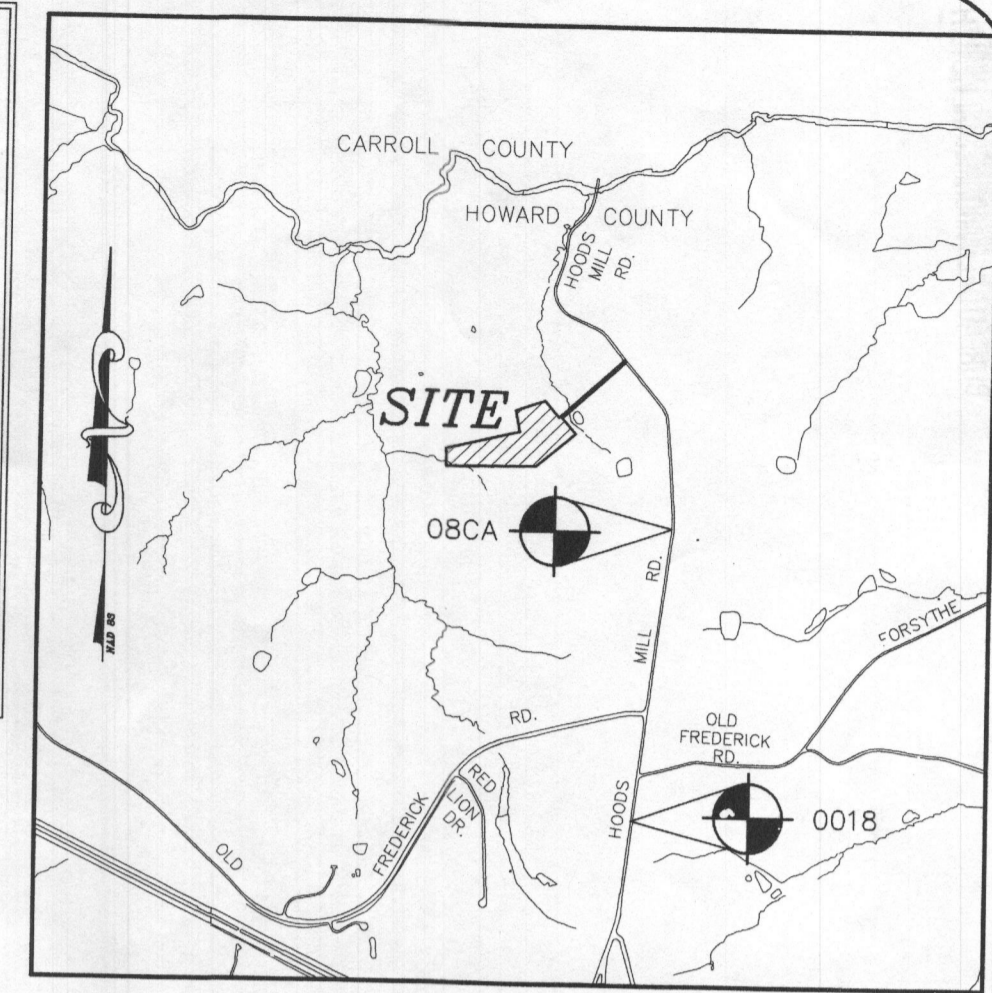 CARROLL COUNTY
HOWARD COUNTY
HOODS
MILL
RD.
SITE
08CA
NAD 83
RD.
MILL
FORSYTHE
RD.
OLD
FREDERICK
RD.
RED
LION
DR.
HOODS
FREDERICK
OLD
0018